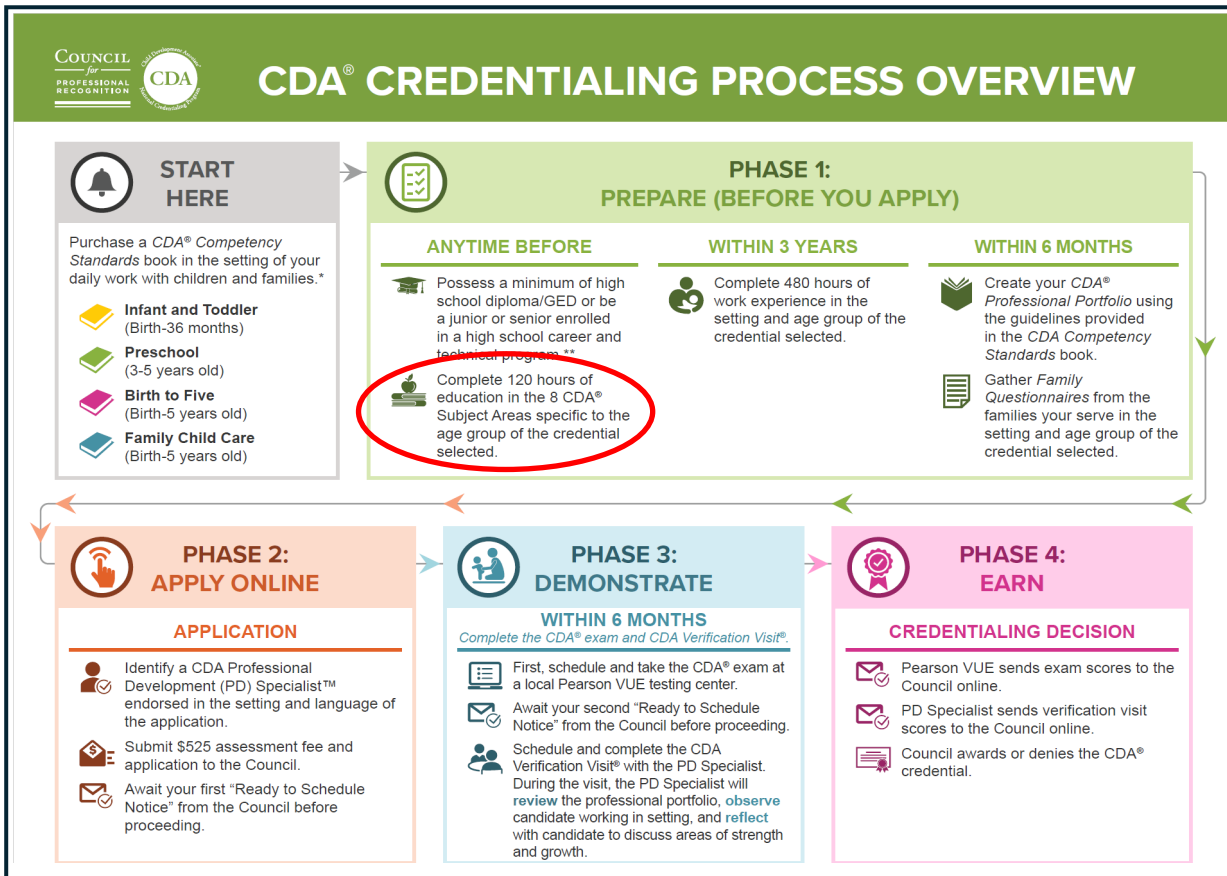 COUNCIL
for
PROFESSIONAL
RECOGNITION
Child Development Associate®
CDA
National Credentialing Program
CDA® CREDENTIALING PROCESS OVERVIEW
START
HERE
Purchase a CDA® Competency
Standards book in the setting of your
daily work with children and families.*
Infant and Toddler
(Birth-36 months)
Preschool
(3-5 years old)
Birth to Five
(Birth-5 years old)
Family Child Care
(Birth-5 years old)
PHASE 1:
PREPARE (BEFORE YOU APPLY)
ANYTIME BEFORE
Possess a minimum of high
school diploma/GED or be
a junior or senior enrolled
in a high school career and
technical program.**
Complete 120 hours of
education in the 8 CDA®
Subject Areas specific to the
age group of the credential
selected.
WITHIN 3 YEARS
Complete 480 hours of
work experience in the
setting and age group of the
credential selected.
WITHIN 6 MONTHS
Create your CDA®
Professional Portfolio using
the guidelines provided
in the CDA Competency
Standards book.
Gather Family
Questionnaires from the
families your serve in the
setting and age group of the
credential selected.
PHASE 2:
APPLY ONLINE
APPLICATION
Identify a CDA Professional
Development (PD) Specialist™
endorsed in the setting and language of
the application.
Submit $525 assessment fee and
application to the Council.
Await your first “Ready to Schedule
Notice” from the Council before
proceeding.
PHASE 3:
DEMONSTRATE
WITHIN 6 MONTHS
Complete the CDA® exam and CDA Verification Visit®.
First, schedule and take the CDA® exam at
a local Pearson VUE testing center.
Await your second “Ready to Schedule
Notice” from the Council before proceeding.
Schedule and complete the CDA
Verification Visit® with the PD Specialist.
During the visit, the PD Specialist will
review the professional portfolio, observe
candidate working in setting, and reflect
with candidate to discuss areas of strength
and growth.
PHASE 4:
EARN
CREDENTIALING DECISION
Pearson VUE sends exam scores to the
Council online.
PD Specialist sends verification visit
scores to the Council online.
Council awards or denies the CDA®
credential.